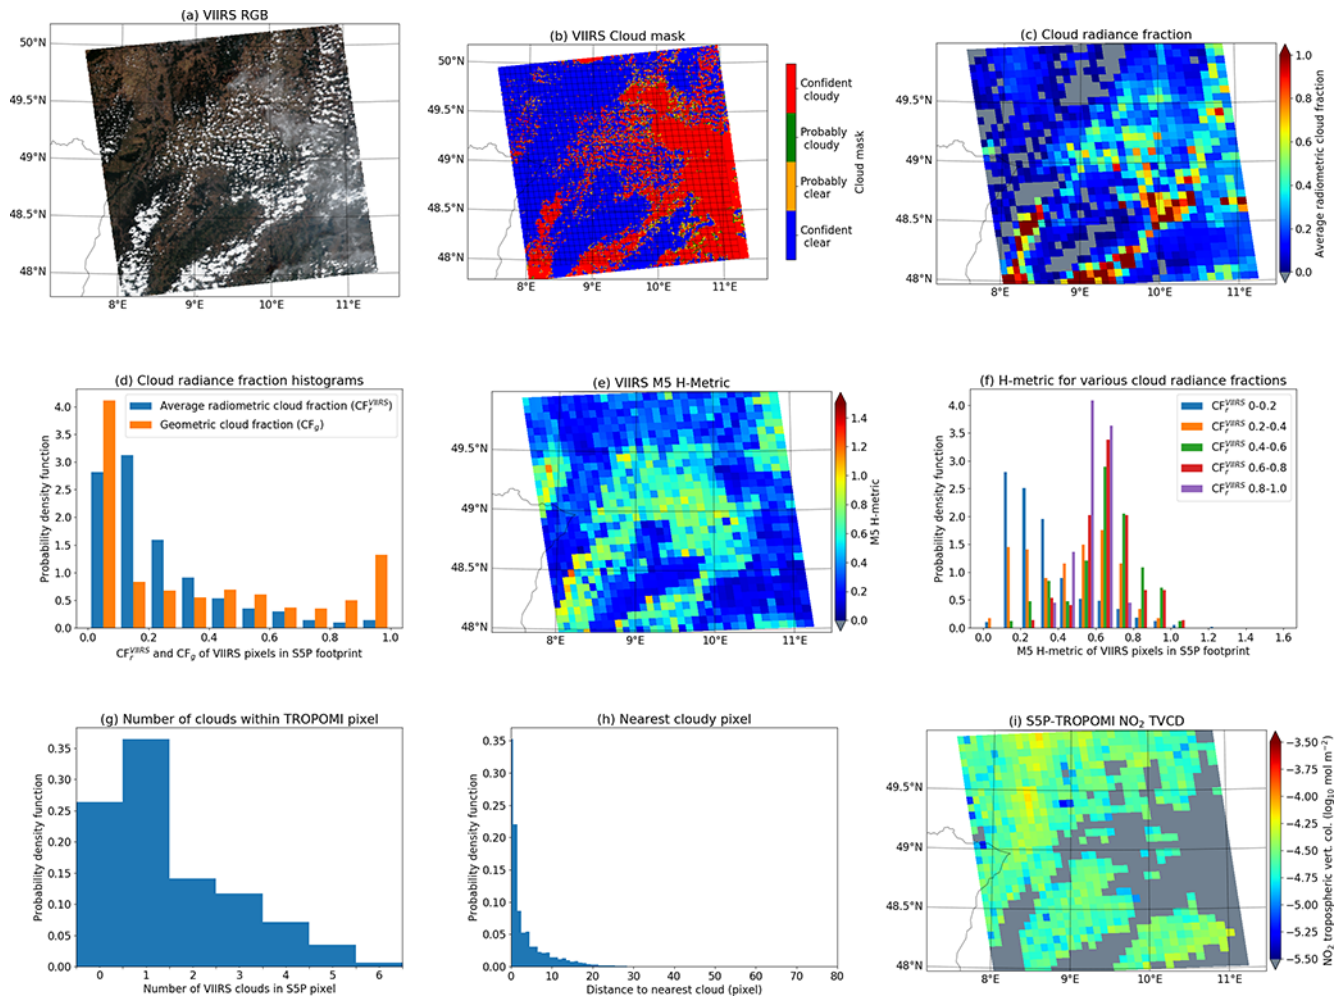 (a) VIIRS RGB
50°N
49.5°N
49°N
48.5°N
48°N
8°E 9°E 10°E 11°E
(b) VIIRS Cloud mask
50°N
49.5°N
49°N
48.5°N
48°N
8°E 9°E 10°E 11°E
Confident
cloudy
Probably
cloudy
Probably
clear
Confident
clear
Cloud mask
(c) Cloud radiance fraction
49.5°N
49°N
48.5°N
48°N
8°E 9°E 10°E 11°E
1.0
0.8
0.6
0.4
0.2
0.0
Average radiometric cloud fraction
(d) Cloud radiance fraction histograms
Average radiometric cloud fraction (CF_r^VIIRS)
Geometric cloud fraction (CF_g)
Probability density function
4.0
3.5
3.0
2.5
2.0
1.5
1.0
0.5
0.0
0.0 0.2 0.4 0.6 0.8 1.0
CF_r^VIIRS and CF_g of VIIRS pixels in S5P footprint
(e) VIIRS M5 H-Metric
49.5°N
49°N
48.5°N
48°N
8°E 9°E 10°E 11°E
1.4
1.2
1.0
0.8
0.6
0.4
0.2
0.0
M5 H-metric
(f) H-metric for various cloud radiance fractions
CF_r^VIIRS 0-0.2
CF_r^VIIRS 0.2-0.4
CF_r^VIIRS 0.4-0.6
CF_r^VIIRS 0.6-0.8
CF_r^VIIRS 0.8-1.0
Probability density function
4.0
3.5
3.0
2.5
2.0
1.5
1.0
0.5
0.0
0.0 0.2 0.4 0.6 0.8 1.0 1.2 1.4 1.6
M5 H-metric of VIIRS pixels in S5P footprint
(g) Number of clouds within TROPOMI pixel
Probability density function
0.35
0.30
0.25
0.20
0.15
0.10
0.05
0.00
0 1 2 3 4 5 6
Number of VIIRS clouds in S5P pixel
(h) Nearest cloudy pixel
Probability density function
0.35
0.30
0.25
0.20
0.15
0.10
0.05
0.00
0 10 20 30 40 50 60 70 80
Distance to nearest cloud (pixel)
(i) S5P-TROPOMI NO₂ TVCD
49.5°N
49°N
48.5°N
48°N
8°E 9°E 10°E 11°E
−3.50
−3.75
−4.00
−4.25
−4.50
−4.75
−5.00
−5.25
−5.50
NO₂ tropospheric vert. col. (log₁₀ mol m⁻²)